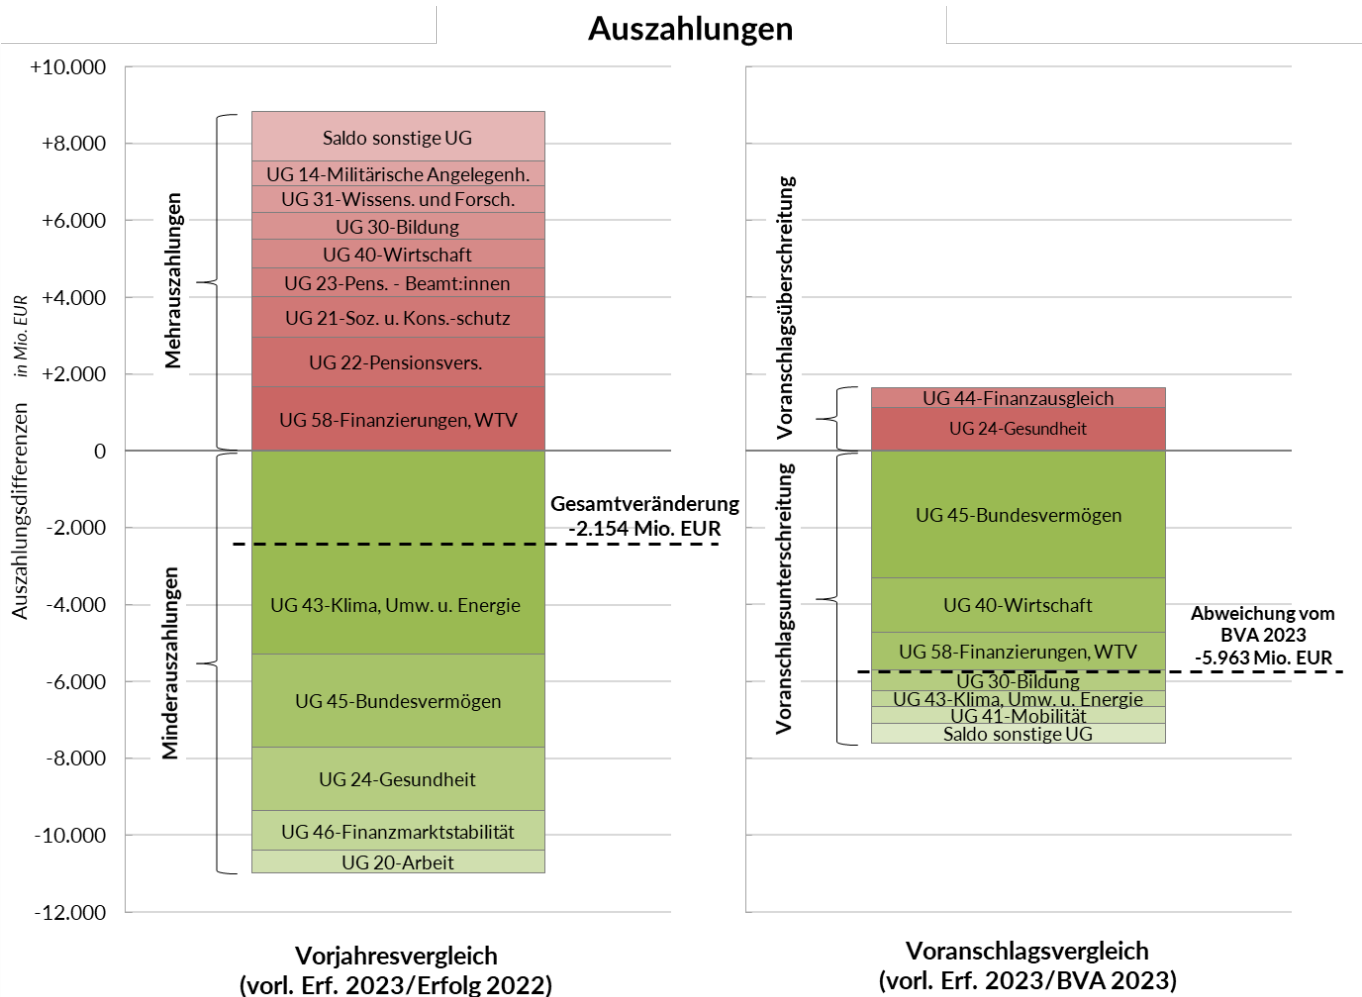 Auszahlungen
+10.000
+8.000
+6.000
+4.000
+2.000
0
-2.000
-4.000
-6.000
-8.000
-10.000
-12.000
Auszahlungsdifferenzen in Mio. EUR
Mehrauszahlungen
Minderauszahlungen
Saldo sonstige UG
UG 14-Militärische Angelegenh.
UG 31-Wissens. und Forsch.
UG 30-Bildung
UG 40-Wirtschaft
UG 23-Pens. - Beamt:innen
UG 21-Soz. u. Kons.-schutz
UG 22-Pensionsvers.
UG 58-Finanzierungen, WTV
Gesamtveränderung
-2.154 Mio. EUR
UG 43-Klima, Umw. u. Energie
UG 45-Bundesvermögen
UG 24-Gesundheit
UG 46-Finanzmarktstabilität
UG 20-Arbeit
Vorjahresvergleich
(vorl. Erf. 2023/Erfolg 2022)
Voranschlagsüberschreitung
Voranschlagsunterschreitung
UG 44-Finanzausgleich
UG 24-Gesundheit
UG 45-Bundesvermögen
UG 40-Wirtschaft
UG 58-Finanzierungen, WTV
UG 30-Bildung
UG 43-Klima, Umw. u. Energie
UG 41-Mobilität
Saldo sonstige UG
Abweichung vom
BVA 2023
-5.963 Mio. EUR
Voranschlagsvergleich
(vorl. Erf. 2023/BVA 2023)